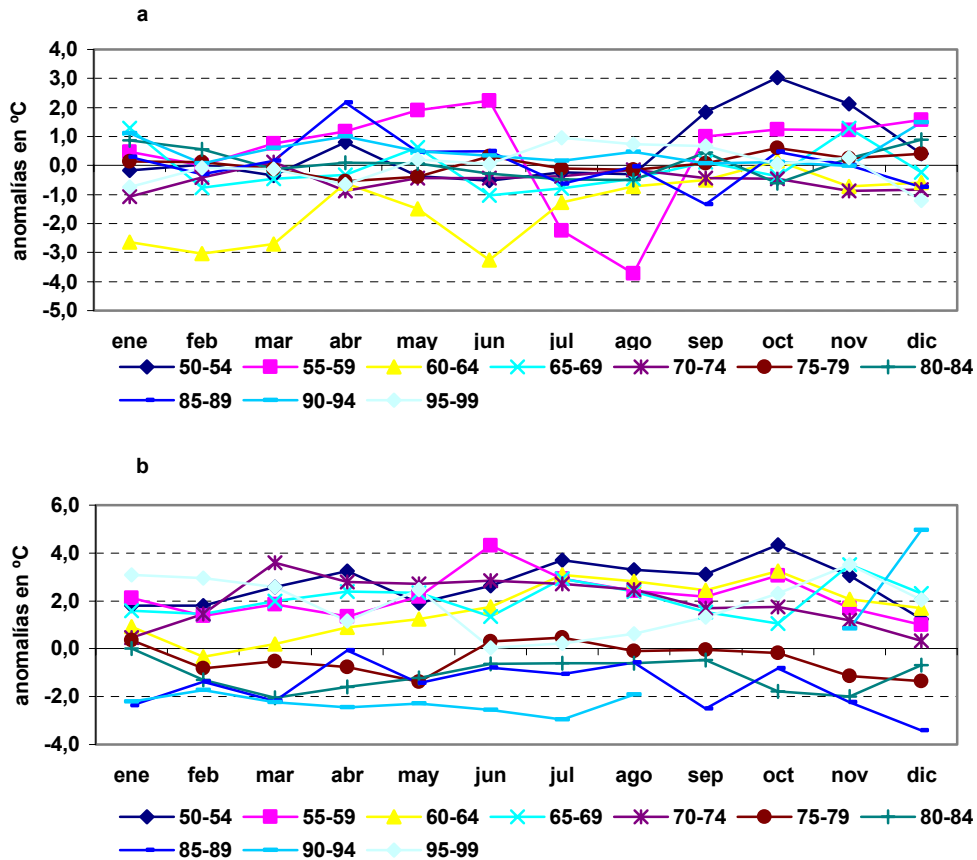 a
anomalías en ºC
4,0
3,0
2,0
1,0
0,0
-1,0
-2,0
-3,0
-4,0
-5,0
ene feb mar abr may jun jul ago sep oct nov dic
50-54 55-59 60-64 65-69 70-74 75-79 80-84
85-89 90-94 95-99
b
anomalías en ºC
6,0
4,0
2,0
0,0
-2,0
-4,0
ene feb mar abr may jun jul ago sep oct nov dic
50-54 55-59 60-64 65-69 70-74 75-79 80-84
85-89 90-94 95-99